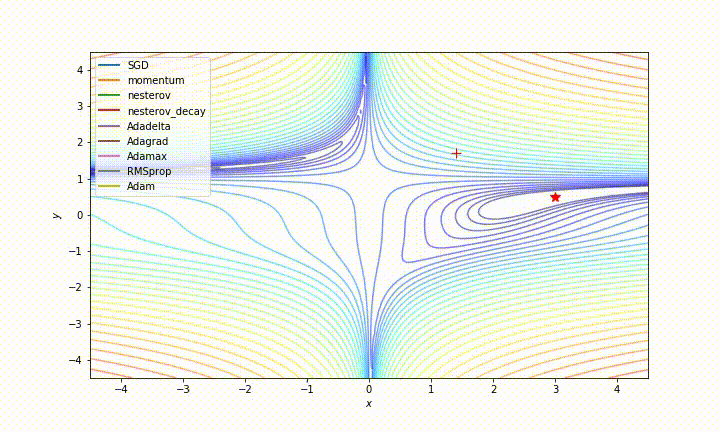 SGD
momentum
nesterov
nesterov_decay
Adadelta
Adagrad
Adamax
RMSprop
Adam
4
3
2
1
0
−1
−2
−3
−4
y
−4 −3 −2 −1 0 1 2 3 4
x